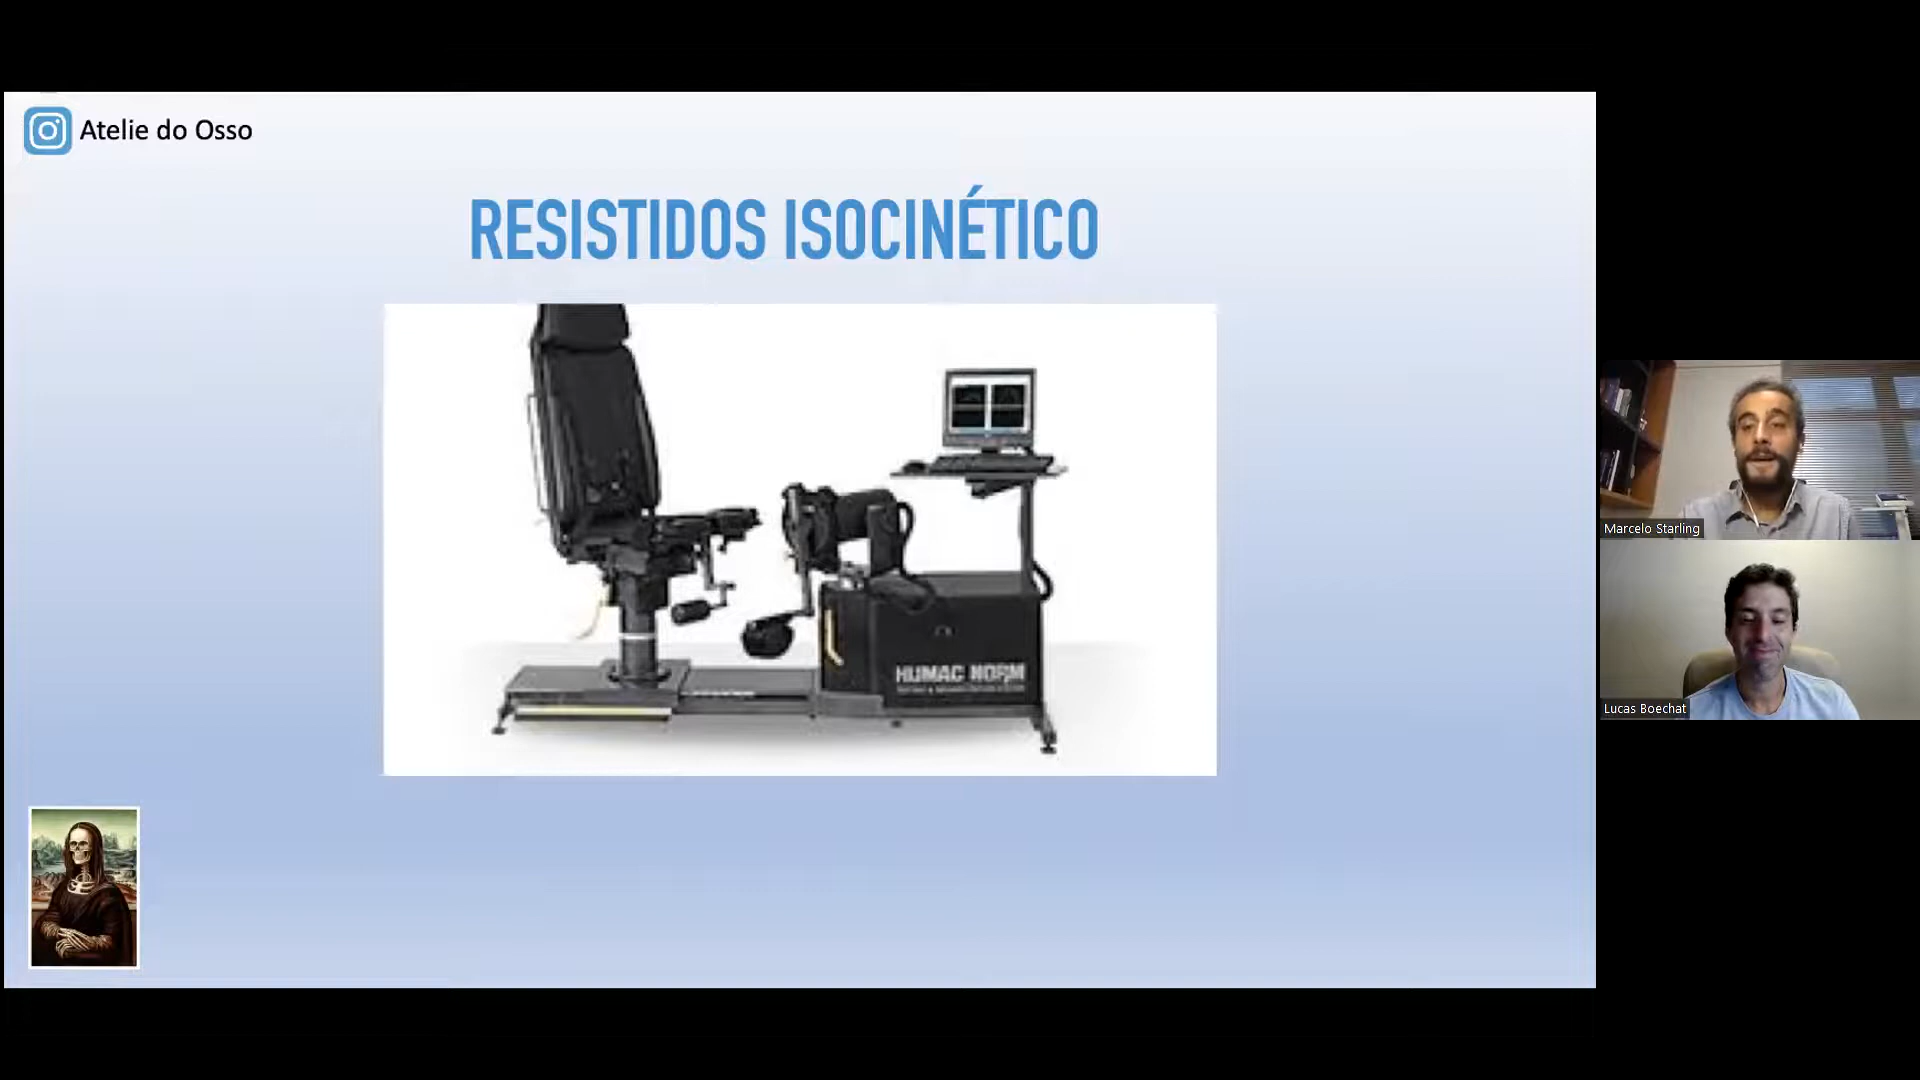 Atelie do Osso
RESISTIDOS ISOCINÉTICO
HUMAC NORM
Marcelo Starling
Lucas Boechat